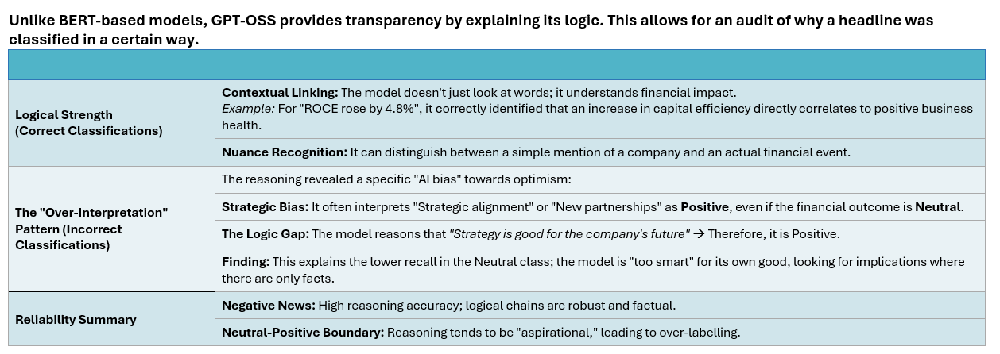 Unlike BERT-based models, GPT-OSS provides transparency by explaining its logic. This allows for an audit of why a headline was
classified in a certain way.
Logical Strength
(Correct Classifications)
Contextual Linking: The model doesn't just look at words; it understands financial impact.
Example: For "ROCE rose by 4.8%", it correctly identified that an increase in capital efficiency directly correlates to positive business
health.
Nuance Recognition: It can distinguish between a simple mention of a company and an actual financial event.
The "Over-Interpretation"
Pattern (Incorrect
Classifications)
The reasoning revealed a specific "AI bias" towards optimism:
Strategic Bias: It often interprets "Strategic alignment" or "New partnerships" as Positive, even if the financial outcome is Neutral.
The Logic Gap: The model reasons that "Strategy is good for the company's future" → Therefore, it is Positive.
Finding: This explains the lower recall in the Neutral class; the model is "too smart" for its own good, looking for implications where
there are only facts.
Reliability Summary
Negative News: High reasoning accuracy; logical chains are robust and factual.
Neutral-Positive Boundary: Reasoning tends to be "aspirational," leading to over-labelling.